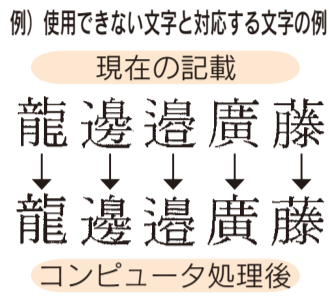 例）使用できない文字と対応する文字の例
現在の記載
龍邊邉廣藤
↓↓↓↓↓
龍邊邉廣藤
コンピュータ処理後